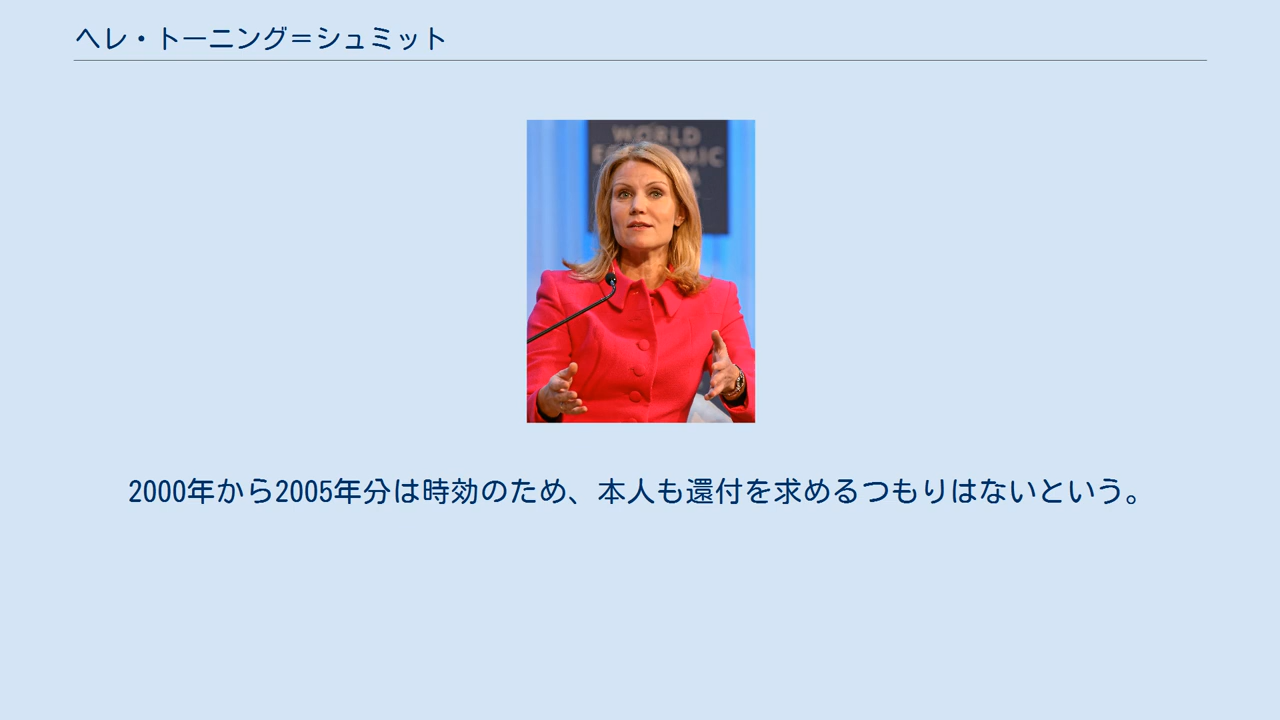 ヘレ・トーニング＝シュミット
WORLD
ECONOMIC
2000年から2005年分は時効のため、本人も還付を求めるつもりはないという。